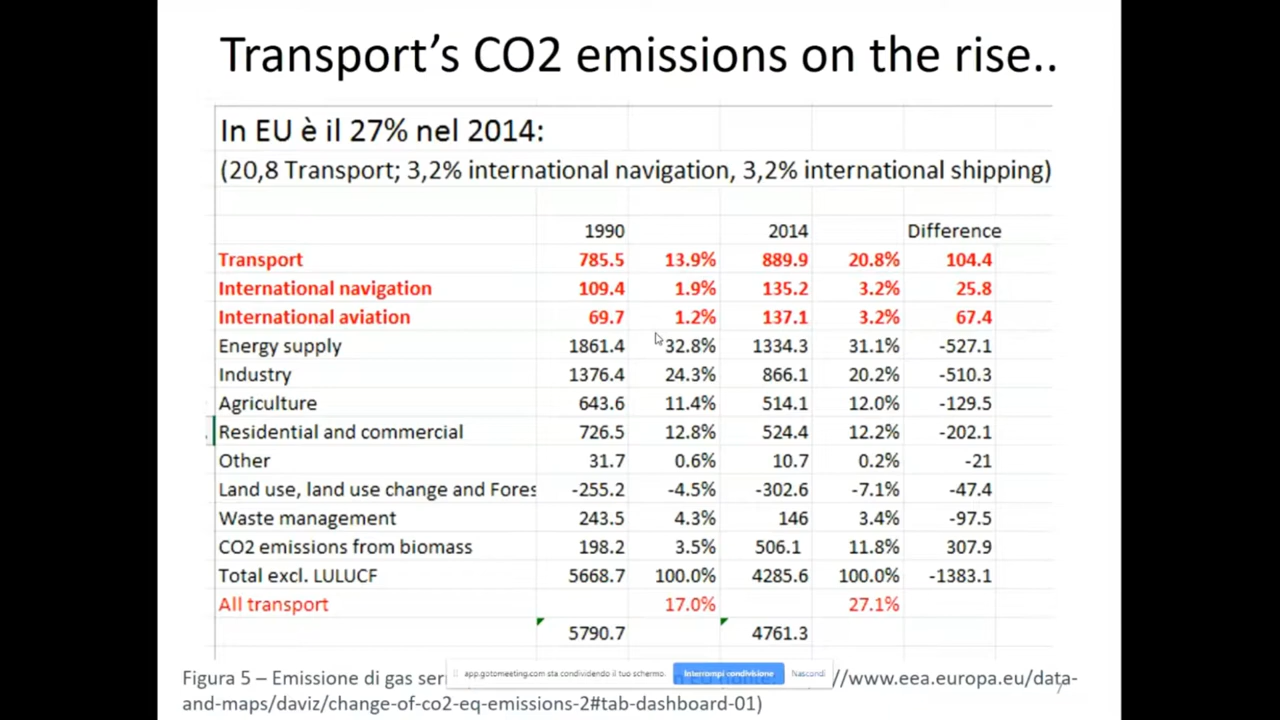 Transport's CO2 emissions on the rise..
In EU è il 27% nel 2014:
(20,8 Transport; 3,2% international navigation, 3,2% international shipping)
1990 2014 Difference
Transport 785.5 13.9% 889.9 20.8% 104.4
International navigation 109.4 1.9% 135.2 3.2% 25.8
International aviation 69.7 1.2% 137.1 3.2% 67.4
Energy supply 1861.4 32.8% 1334.3 31.1% -527.1
Industry 1376.4 24.3% 866.1 20.2% -510.3
Agriculture 643.6 11.4% 514.1 12.0% -129.5
Residential and commercial 726.5 12.8% 524.4 12.2% -202.1
Other 31.7 0.6% 10.7 0.2% -21
Land use, land use change and Fores -255.2 -4.5% -302.6 -7.1% -47.4
Waste management 243.5 4.3% 146 3.4% -97.5
CO2 emissions from biomass 198.2 3.5% 506.1 11.8% 307.9
Total excl. LULUCF 5668.7 100.0% 4285.6 100.0% -1383.1
All transport 17.0% 27.1%
5790.7 4761.3
app.gotomeeting.com sta condividendo il tuo schermo. Interrompi condivisione Nascondi
Figura 5 – Emissione di gas ser //www.eea.europa.eu/data-
and-maps/daviz/change-of-co2-eq-emissions-2#tab-dashboard-01)
7